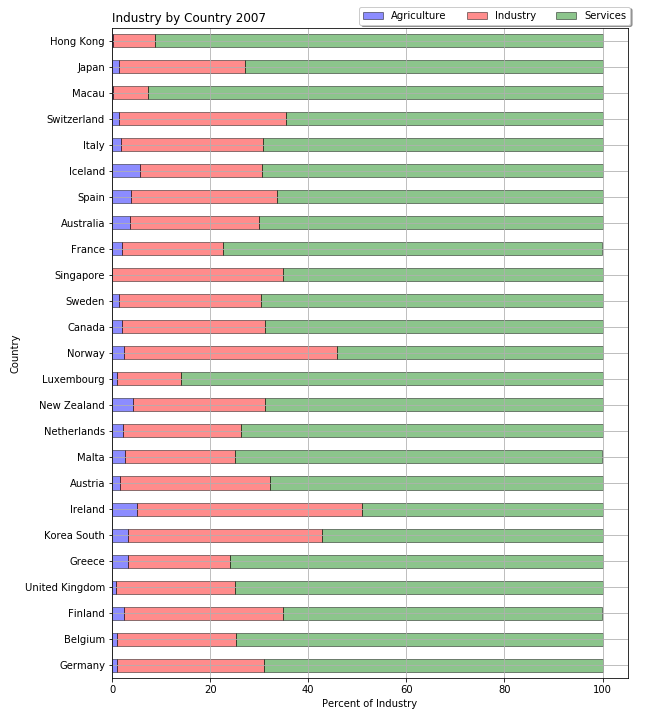 Industry by Country 2007
Agriculture Industry Services
Hong Kong
Japan
Macau
Switzerland
Italy
Iceland
Spain
Australia
France
Singapore
Sweden
Canada
Norway
Luxembourg
New Zealand
Netherlands
Malta
Austria
Ireland
Korea South
Greece
United Kingdom
Finland
Belgium
Germany
Country
0 20 40 60 80 100
Percent of Industry